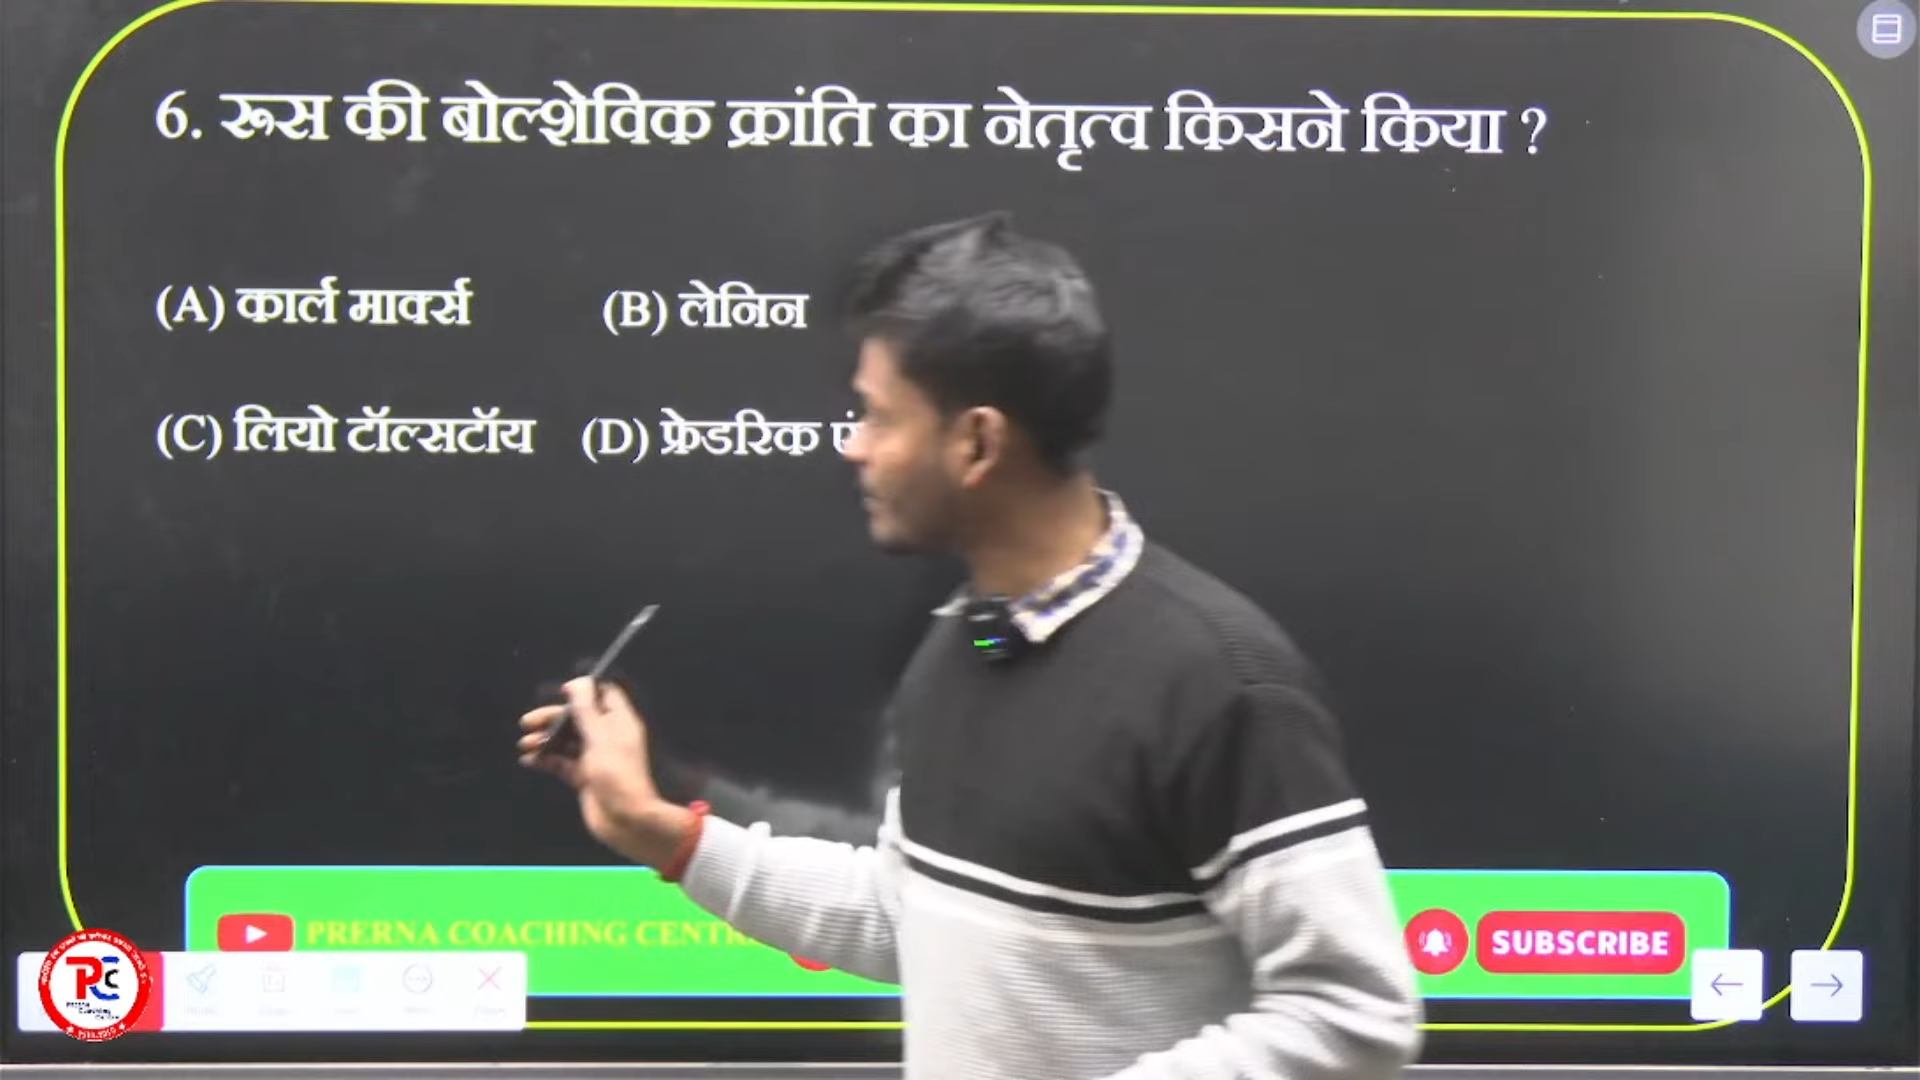 6. रूस की बोल्शेविक क्रांति का नेतृत्व किसने किया ?
(A) कार्ल मार्क्स (B) लेनिन
(C) लियो टॉल्सटॉय (D) फ्रेडरिक
PRERNA COACHING
SUBSCRIBE